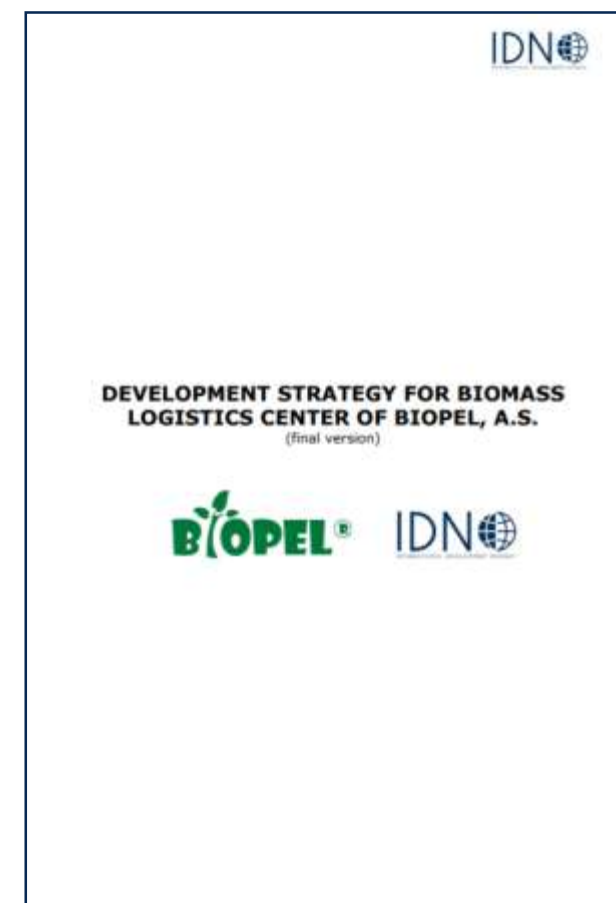 IDN
DEVELOPMENT STRATEGY FOR BIOMASS
LOGISTICS CENTER OF BIOPEL, A.S.
(final version)
BIOPEL®
IDN